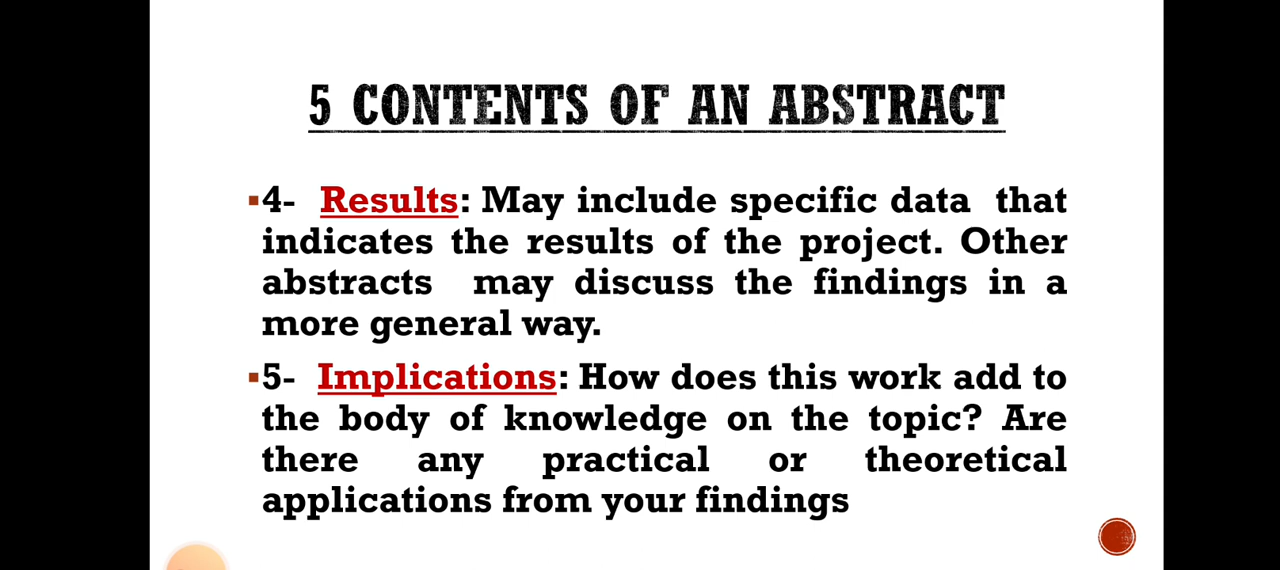 5 CONTENTS OF AN ABSTRACT
▪4- Results: May include specific data that
indicates the results of the project. Other
abstracts may discuss the findings in a
more general way.
▪5- Implications: How does this work add to
the body of knowledge on the topic? Are
there any practical or theoretical
applications from your findings